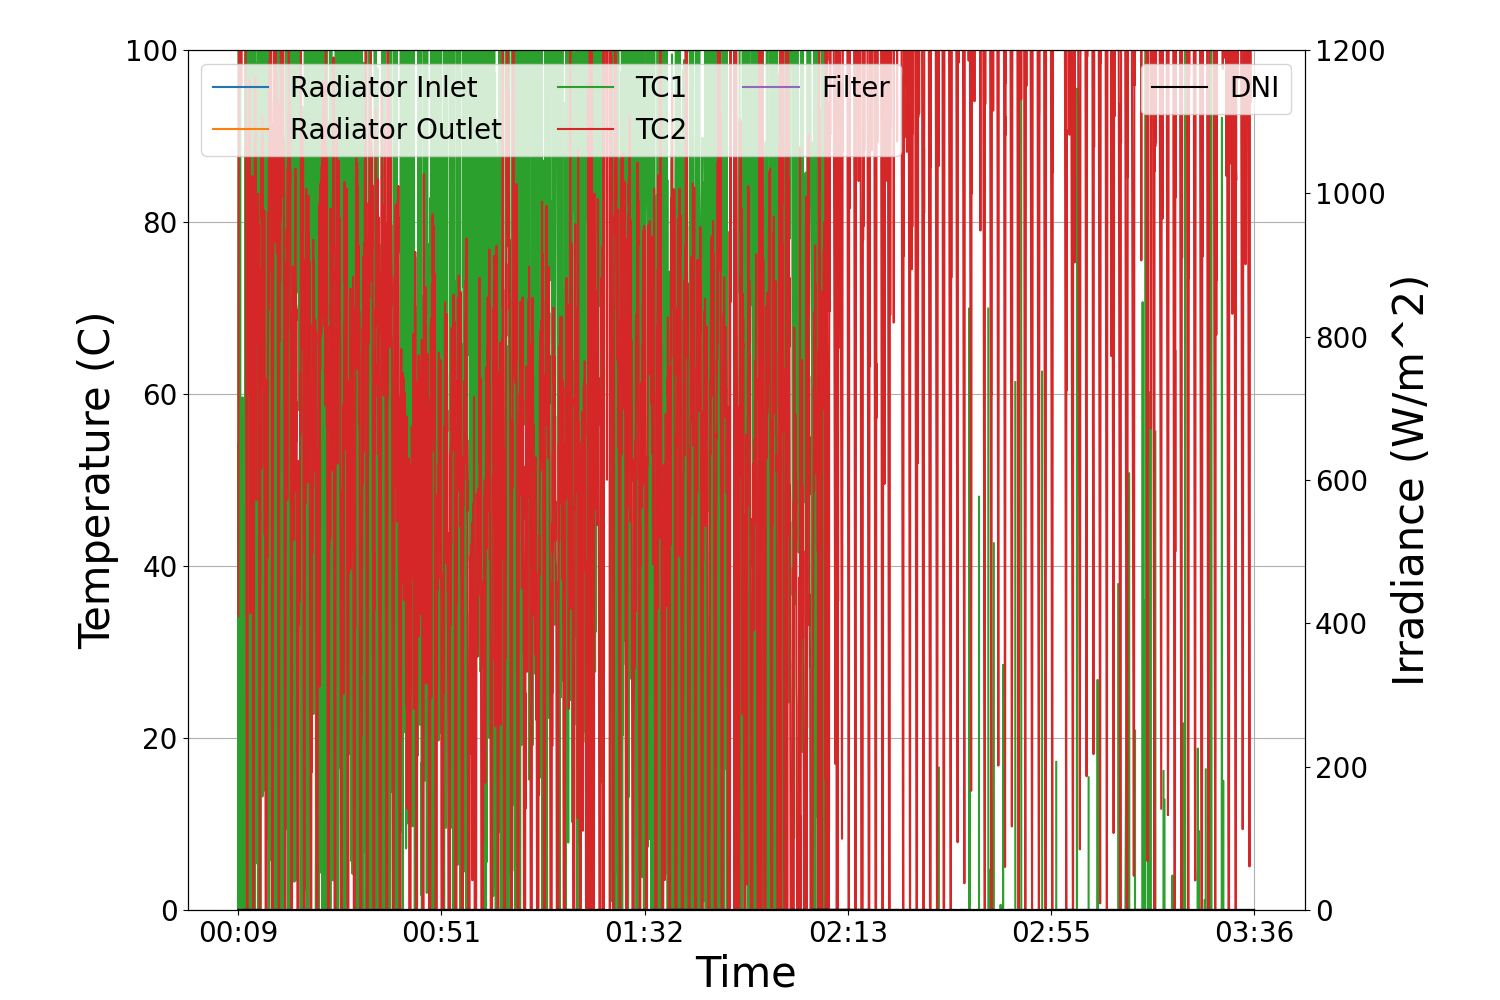 Radiator Inlet
Radiator Outlet
TC1
TC2
Filter
DNI
100
80
60
40
20
0
Temperature (C)
1200
1000
800
600
400
200
0
Irradiance (W/m^2)
00:09 00:51 01:32 02:13 02:55 03:36
Time